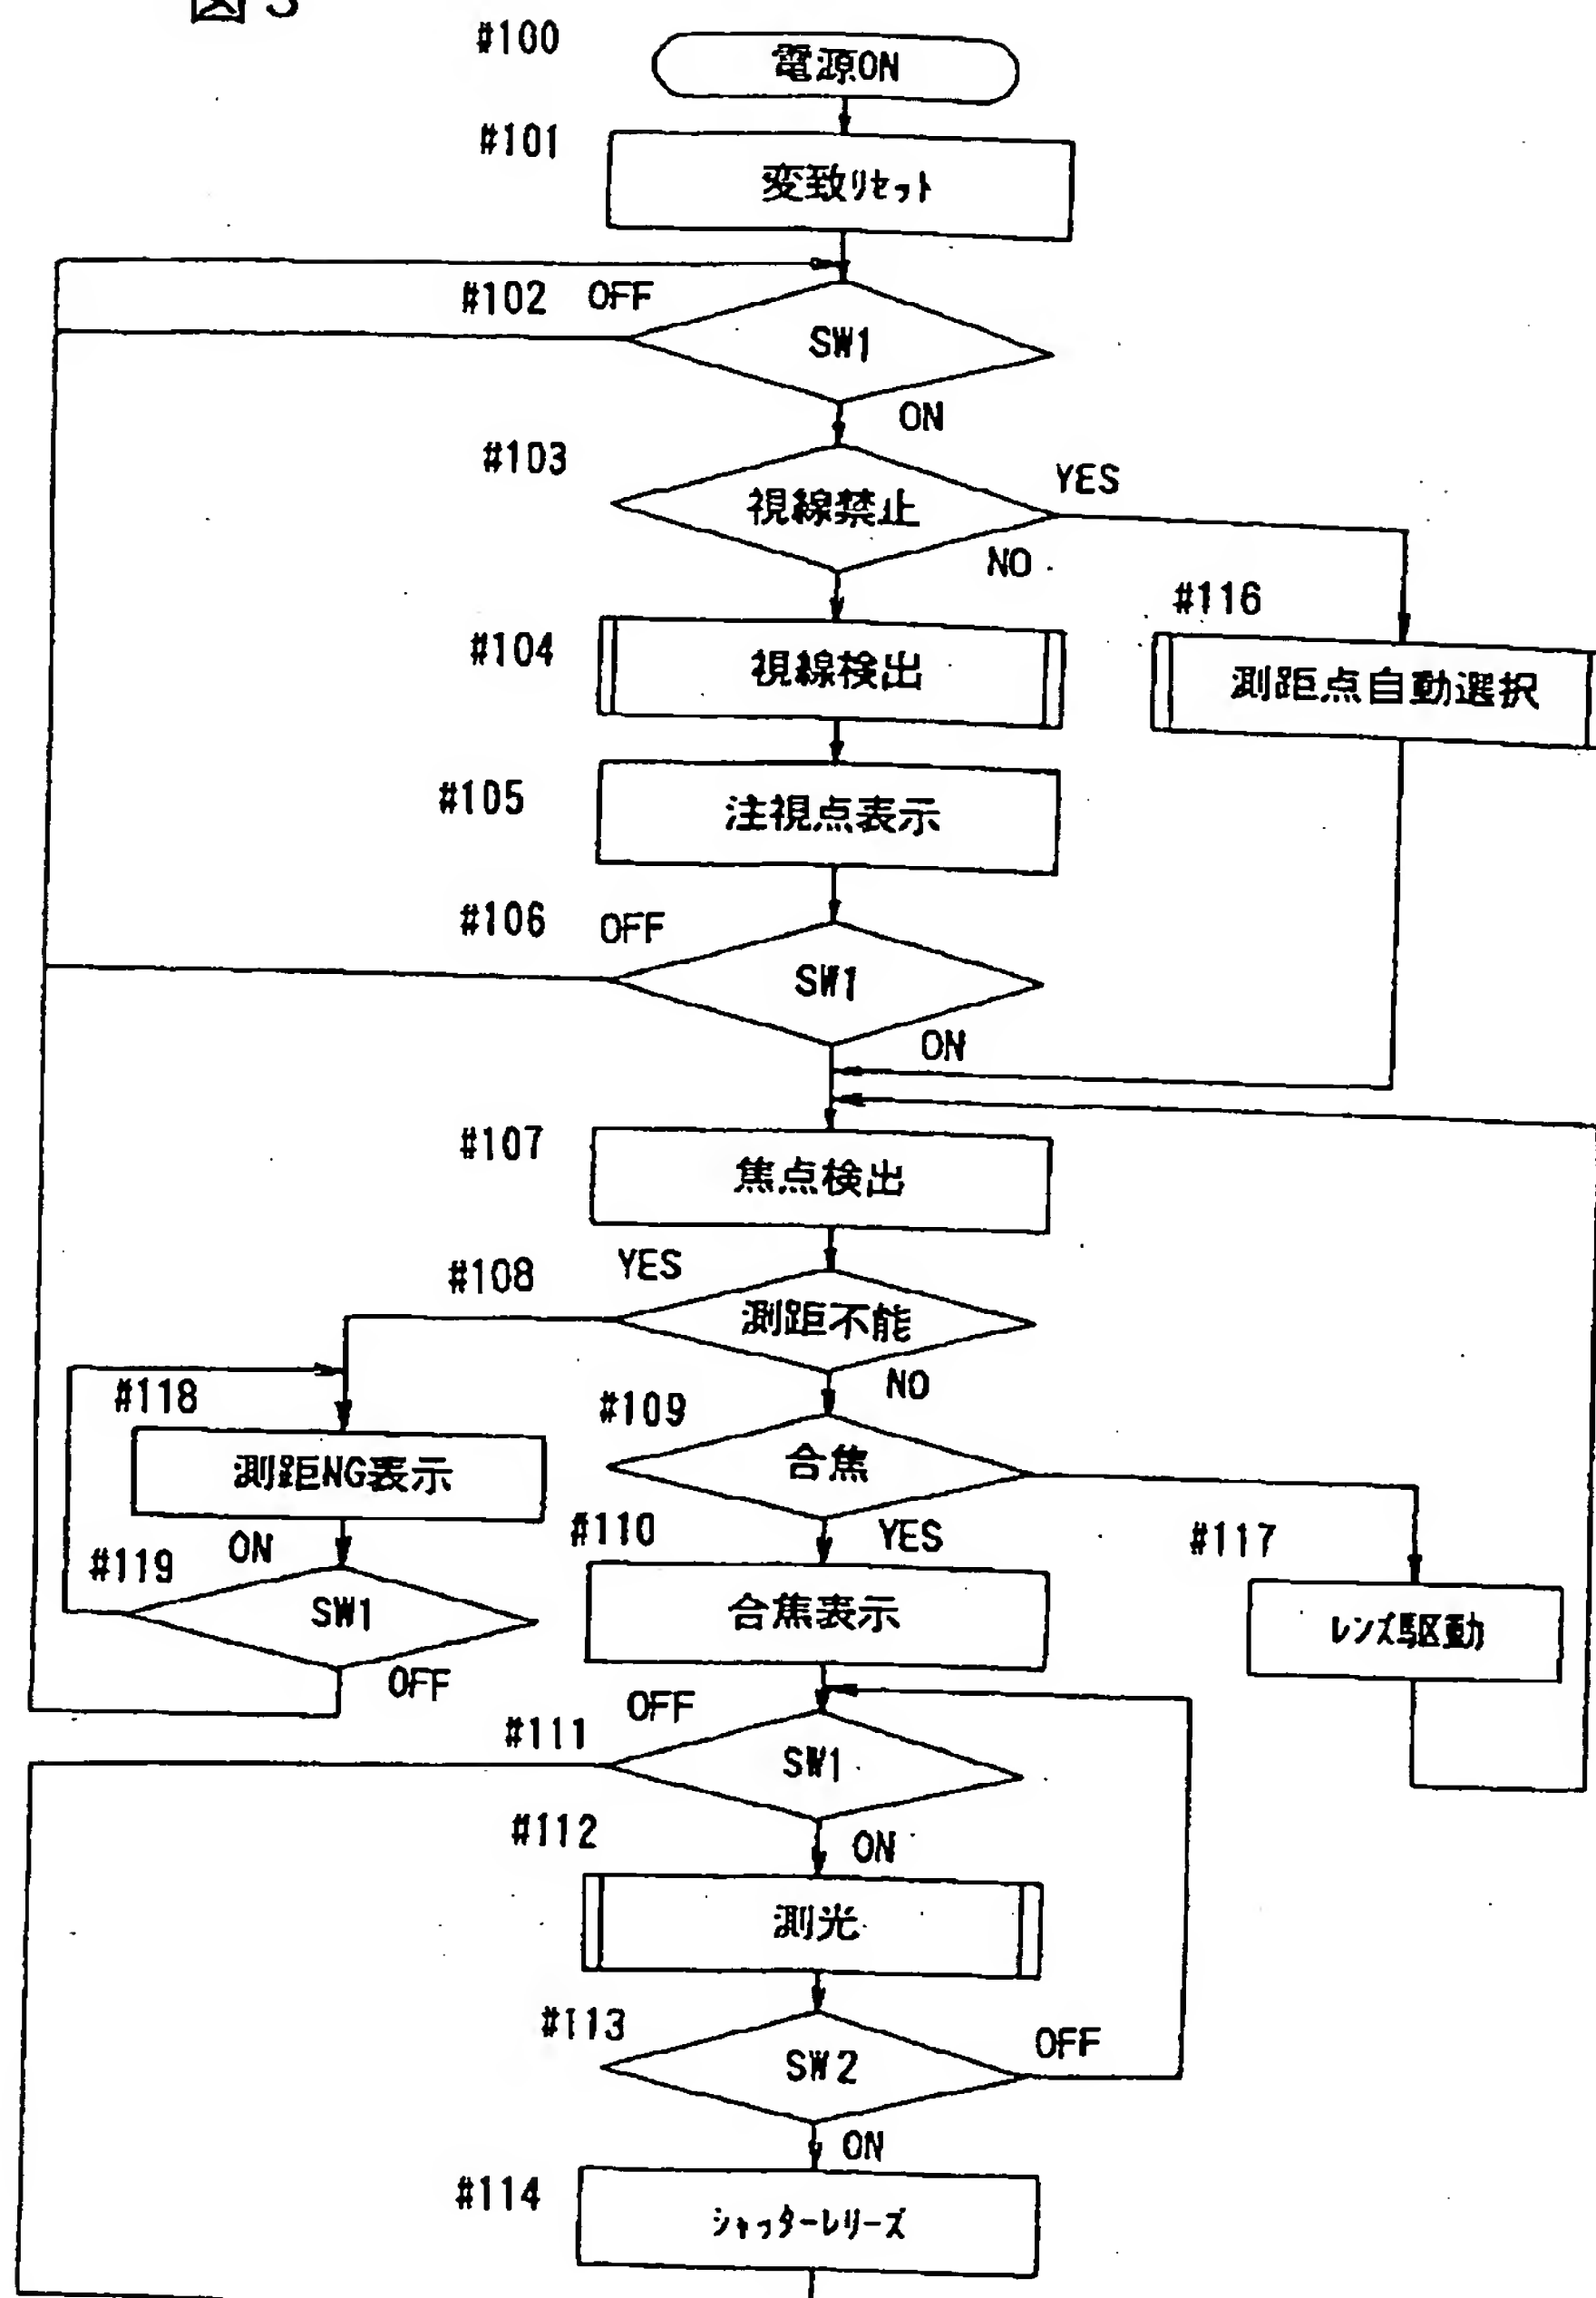 図3
#100
電源ON
#101
変致リセット
#102 OFF
SW1
ON
#103
YES
視線禁止
NO
#116
#104
視線検出
測距点自動選択
#105
注視点表示
#106 OFF
SW1
ON
#107
焦点検出
#108 YES
測距不能
NO
#118
#109
合焦
測距NG表示
#110 YES
#117
ON
#119
SW1
合焦表示
レンズ駆動
OFF
OFF
#111
SW1
#112
ON
測光
#113
OFF
SW2
ON
#114
シャッターレリーズ